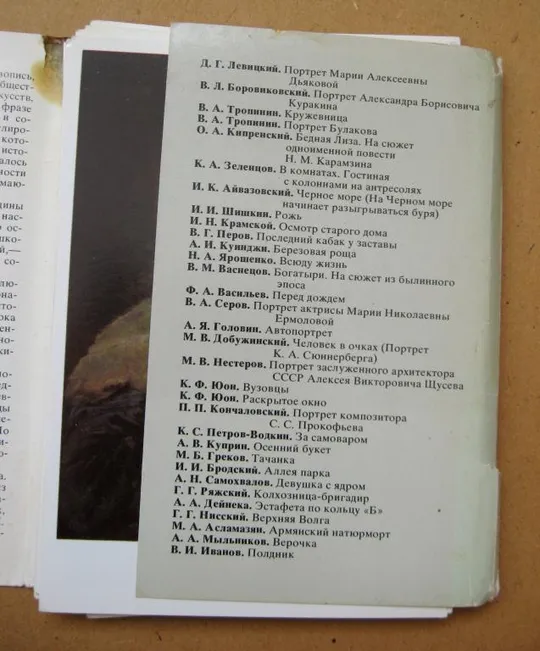 Д. Г. Левицкий. Портрет Марии Алексеевны
Дьяковой
В. Л. Боровиковский. Портрет Александра Борисовича
Куракина
В. А. Тропинин. Кружевница
В. А. Тропинин. Портрет Булакова
О. А. Кипренский. Бедная Лиза. На сюжет
одноименной повести
Н. М. Карамзина
К. А. Зеленцов. В комнатах. Гостиная
с колоннами на антресолях
И. К. Айвазовский. Черное море (На Черном море
начинает разыгрываться буря)
И. И. Шишкин. Рожь
И. Н. Крамской. Осмотр старого дома
В. Г. Перов. Последний кабак у заставы
А. И. Куинджи. Березовая роща
Н. А. Ярошенко. Всюду жизнь
В. М. Васнецов. Богатыри. На сюжет из былинного
эпоса
Ф. А. Васильев. Перед дождем
В. А. Серов. Портрет актрисы Марии Николаевны
Ермоловой
А. Я. Головин. Автопортрет
М. В. Добужинский. Человек в очках (Портрет
К. А. Сюннерберга)
М. В. Нестеров. Портрет заслуженного архитектора
СССР Алексея Викторовича Щусева
К. Ф. Юон. Вузовцы
К. Ф. Юон. Раскрытое окно
П. П. Кончаловский. Портрет композитора
С. С. Прокофьева
К. С. Петров-Водкин. За самоваром
А. В. Куприн. Осенний букет
М. Б. Греков. Тачанка
И. И. Бродский. Аллея парка
А. Н. Самохвалов. Девушка с ядром
Г. Г. Ряжский. Колхозница-бригадир
А. А. Дейнека. Эстафета по кольцу «Б»
Г. Г. Нисский. Верхняя Волга
М. А. Асламазян. Армянский натюрморт
А. А. Мыльников. Верочка
В. И. Иванов. Полдник